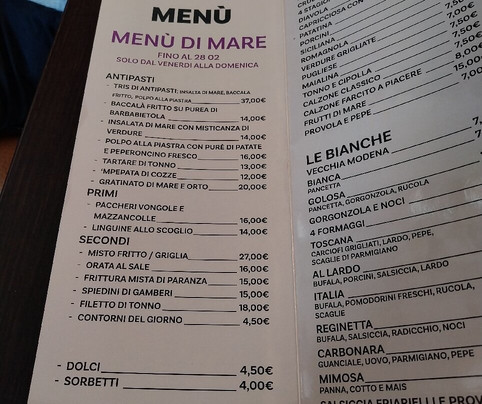 MENÙ
MENÙ DI MARE
FINO AL 28 02
SOLO DAL VENERDI ALLA DOMENICA
ANTIPASTI
- TRIS DI ANTIPASTI; INSALATA DI MARE, BACCALA
FRITTO, POLPO ALLA PIASTRA 37,00€
- BACCALÀ FRITTO SU PUREA DI
BARBABIETOLA 14,00€
- INSALATA DI MARE CON MISTICANZA DI
VERDURE 14,00€
- POLPO ALLA PIASTRA CON PURÈ DI PATATE
E PEPERONCINO FRESCO 16,00€
- TARTARE DI TONNO 13,00€
- 'MPEPATA DI COZZE 12,00€
- GRATINATO DI MARE E ORTO 20,00€
PRIMI
- PACCHERI VONGOLE E
MAZZANCOLLE 16,00€
- LINGUINE ALLO SCOGLIO 14,00€
SECONDI
- MISTO FRITTO / GRIGLIA 27,00€
- ORATA AL SALE 16,00€
- FRITTURA MISTA DI PARANZA 15,00€
- SPIEDINI DI GAMBERI 15,00€
- FILETTO DI TONNO 18,00€
- CONTORNI DEL GIORNO 4,50€
- DOLCI 4,50€
- SORBETTI 4,00€
4 STAGIONI
DIAVOLA
CAPRICCIOSA CON
PATATINA
PORCINI
SICILIANA
ROMAGNOLA
VERDURE GRIGLIATE
PUGLIESE
MAIALINA
TONNO E CIPOLLA
CALZONE CLASSICO
CALZONE FARCITO A PIACERE
FRUTTI DI MARE
PROVOLA E PEPE
LE BIANCHE
VECCHIA MODENA
BIANCA
PANCETTA
GOLOSA
PANCETTA, GORGONZOLA, RUCOLA
GORGONZOLA E NOCI
4 FORMAGGI
TOSCANA
CARCIOFI GRIGLIATI, LARDO, PEPE,
SCAGLIE DI PARMIGIANO
AL LARDO
BUFALA, PORCINI, SALSICCIA, LARDO
ITALIA
BUFALA, POMODORINI FRESCHI, RUCOLA,
SCAGLIE
REGINETTA
BUFALA, SALSICCIA, RADICCHIO, NOCI
CARBONARA
GUANCIALE, UOVO, PARMIGIANO, PEPE
MIMOSA
PANNA, COTTO E MAIS
SALSICCIA FRIARIELLI E PROV